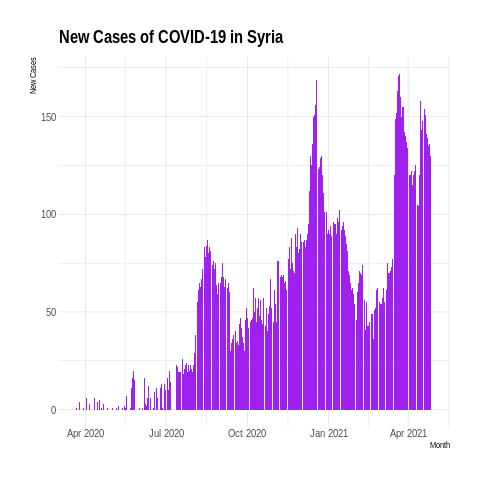 New Cases of COVID-19 in Syria
New Cases
150
100
50
0
Apr 2020 Jul 2020 Oct 2020 Jan 2021 Apr 2021
Month